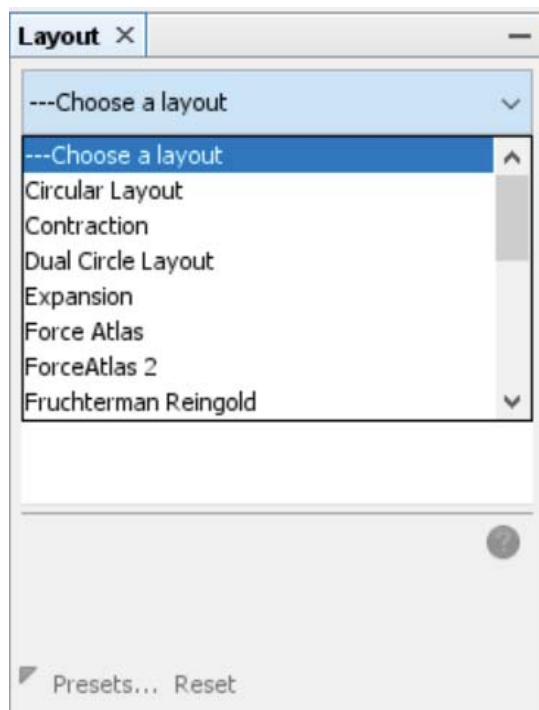 Layout
---Choose a layout
---Choose a layout
Circular Layout
Contraction
Dual Circle Layout
Expansion
Force Atlas
ForceAtlas 2
Fruchterman Reingold
?
Presets... Reset